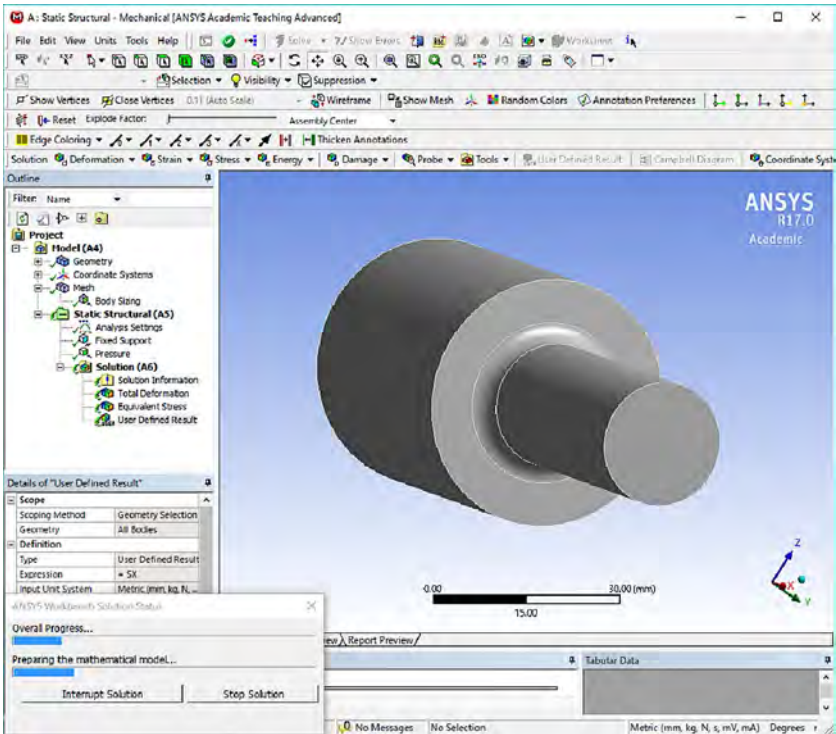 A : Static Structural - Mechanical [ANSYS Academic Teaching Advanced]
File Edit View Units Tools Help Solve ?/Show Errors Worksheet
Selection Visibility Suppression
Show Vertices Close Vertices 0.11 (Auto Scale) Wireframe Show Mesh Random Colors Annotation Preferences
Reset Explode Factor: Assembly Center
Edge Coloring Thicken Annotations
Solution Deformation Strain Stress Energy Damage Probe Tools User Defined Result Campbell Diagram Coordinate Syst
Outline
Filter: Name
Project
Model (A4)
Geometry
Coordinate Systems
Mesh
Body Sizing
Static Structural (A5)
Analysis Settings
Fixed Support
Pressure
Solution (A6)
Solution Information
Total Deformation
Equivalent Stress
User Defined Result
ANSYS
R17.0
Academic
Details of "User Defined Result"
Scope
Scoping Method Geometry Selection
Geometry All Bodies
Definition
Type User Defined Result
Expression = SX
Input Unit System Metric (mm, kg, N, ...
ANSYS Workbench Solution Status
Overall Progress...
Preparing the mathematical model...
Interrupt Solution Stop Solution
0.00 30.00 (mm)
15.00
Z
X
Y
ew Report Preview
Tabular Data
No Messages No Selection Metric (mm, kg, N, s, mV, mA) Degrees r